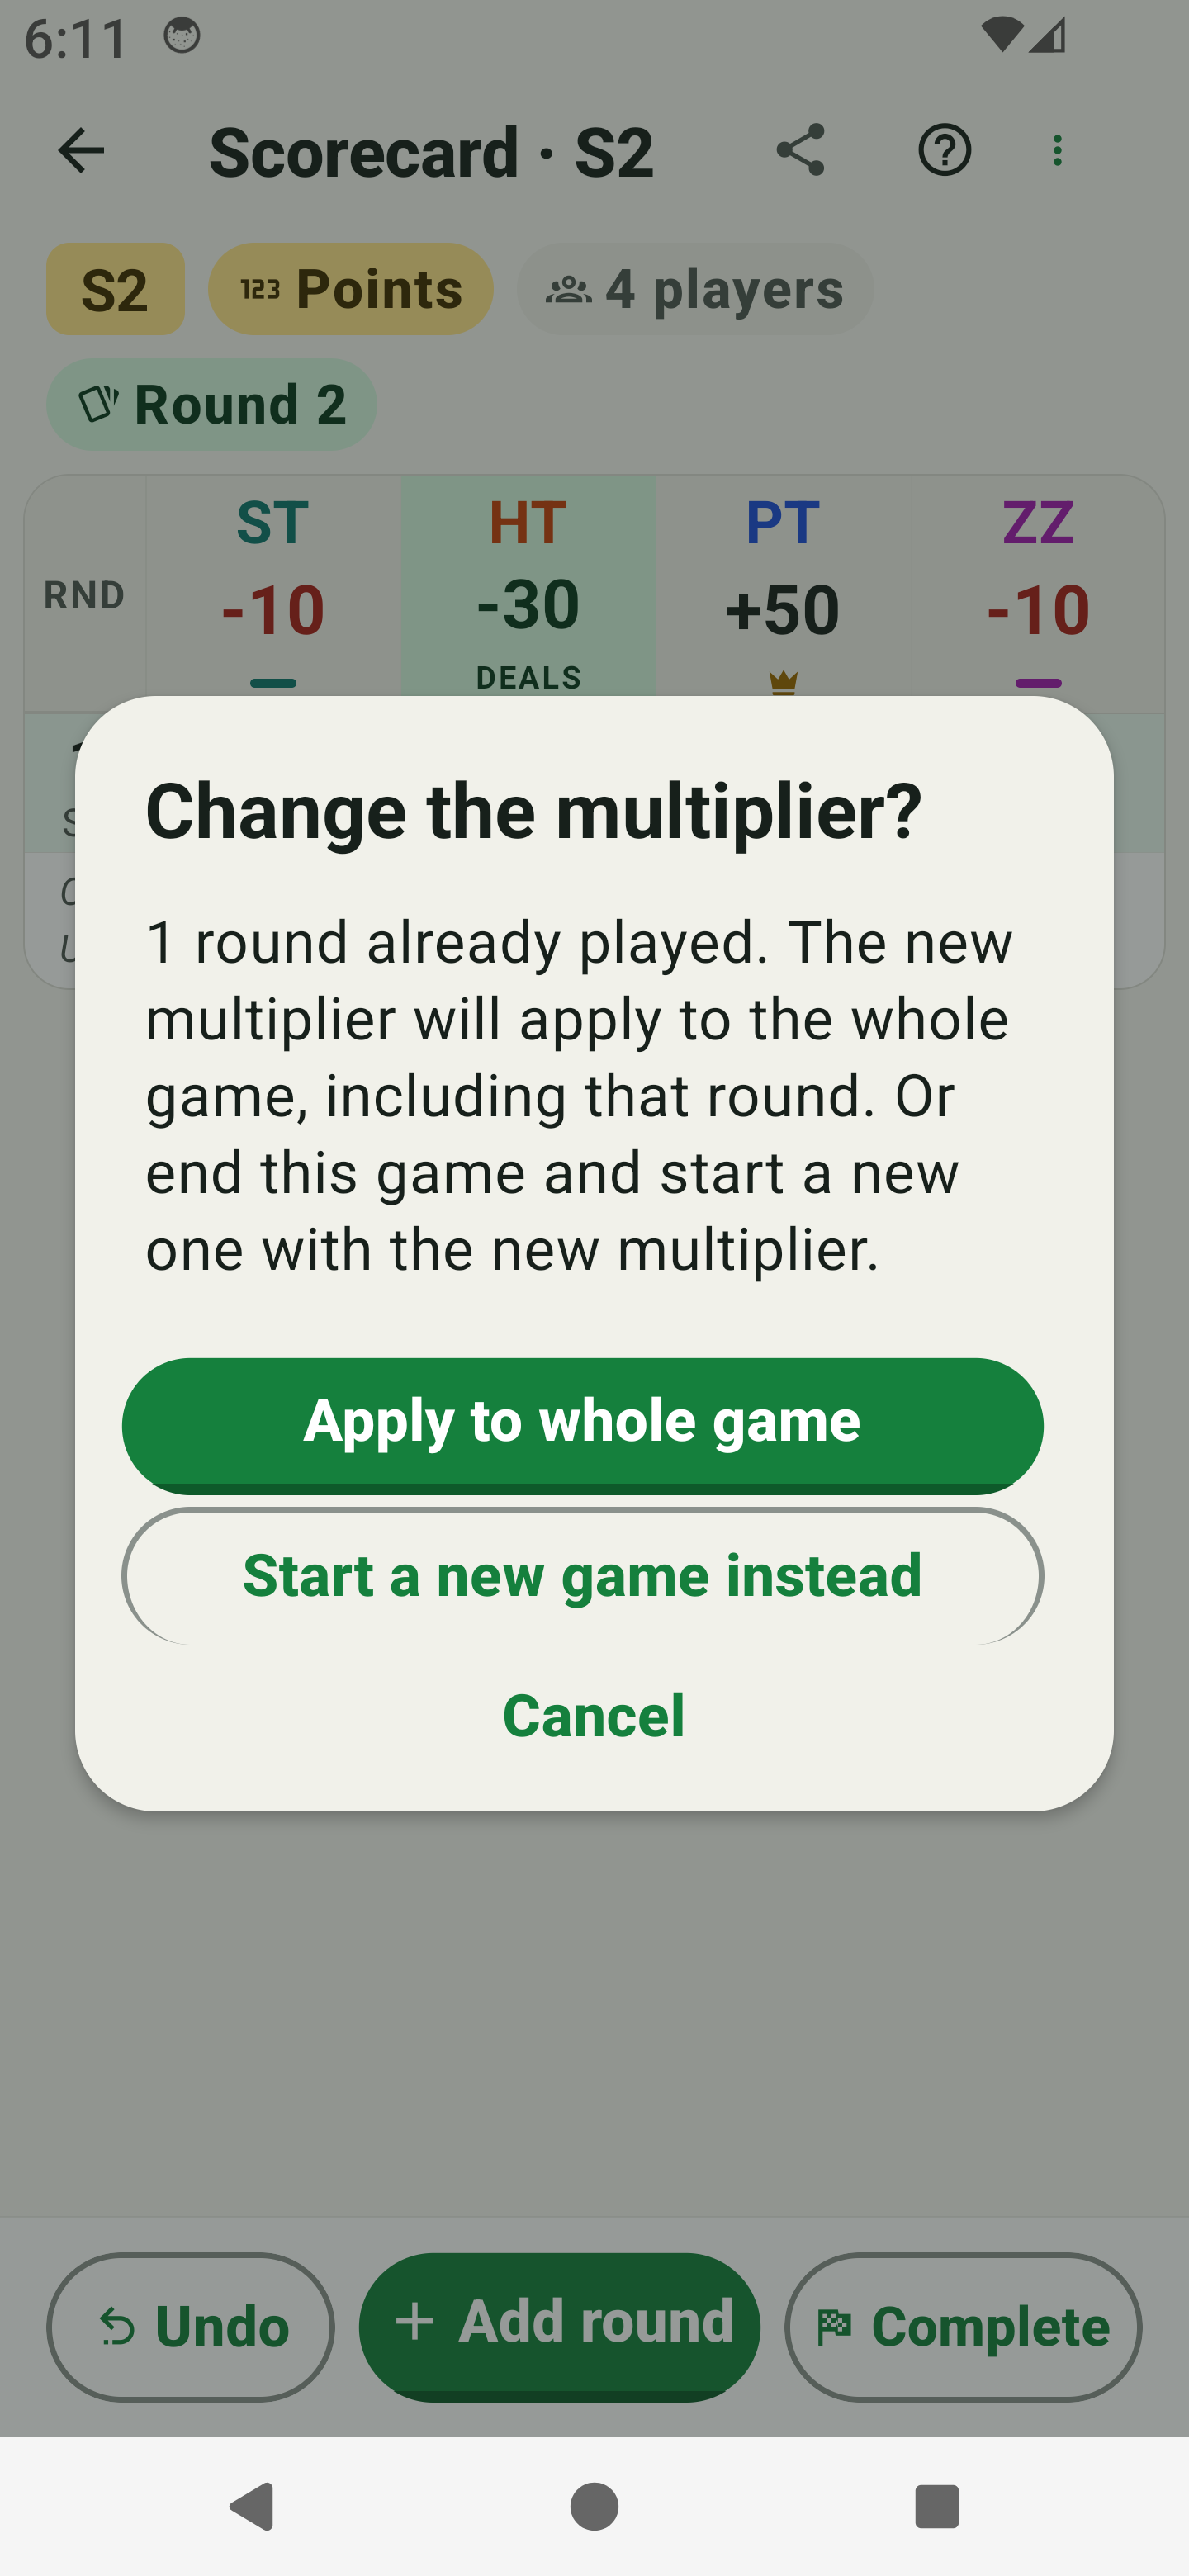 6:11
Scorecard · S2
S2
123 Points
4 players
Round 2
RND
ST
HT
PT
ZZ
-10
-30
+50
-10
DEALS
Change the multiplier?
1 round already played. The new
multiplier will apply to the whole
game, including that round. Or
end this game and start a new
one with the new multiplier.
Apply to whole game
Start a new game instead
Cancel
Undo
+ Add round
Complete